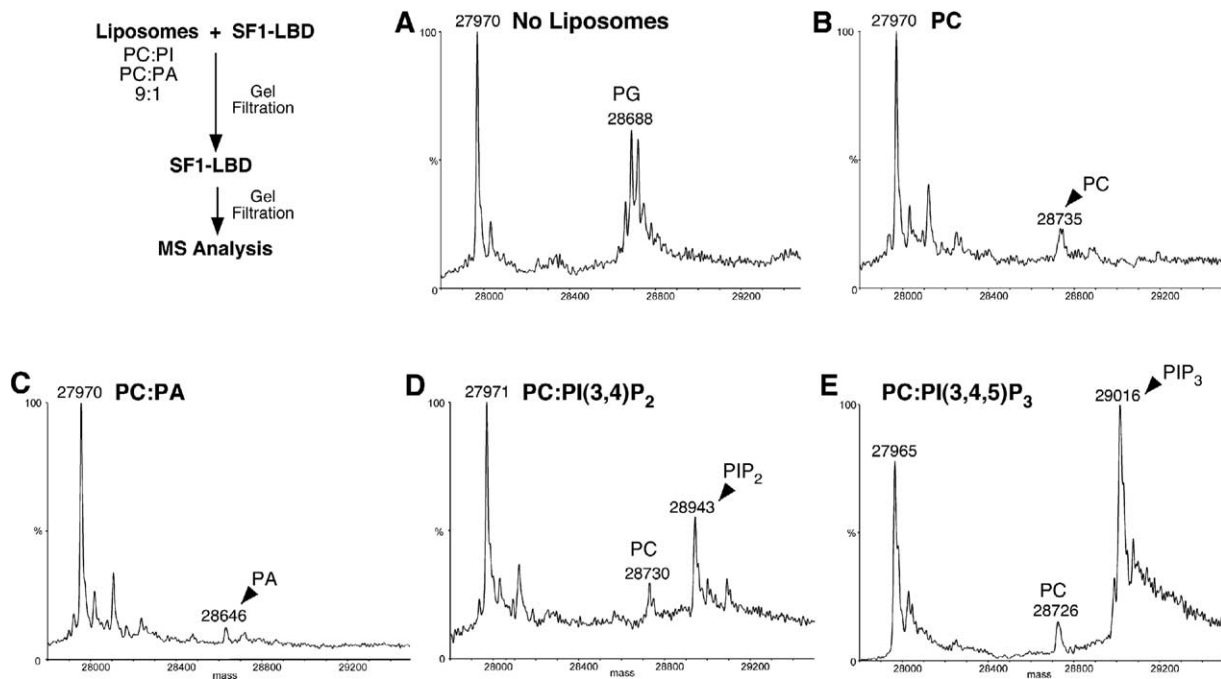 Liposomes + SF1-LBD
PC:PI
PC:PA
9:1
Gel
Filtration
SF1-LBD
Gel
Filtration
MS Analysis
A No Liposomes
27970
100
PG
28688
%
0
28000 28400 28800 29200
B PC
27970
100
PC
28735
%
0
28000 28400 28800 29200
C PC:PA
27970
100
PA
28646
%
0
28000 28400 28800 29200
mass
D PC:PI(3,4)P2
27971
100
PIP2
28943
PC
28730
%
0
28000 28400 28800 29200
mass
E PC:PI(3,4,5)P3
PIP3
29016
100
27965
PC
28726
%
0
28000 28400 28800 29200
mass